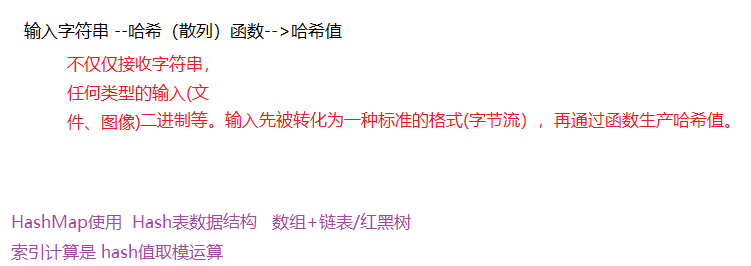 输入字符串 --哈希（散列）函数-->哈希值
不仅仅接收字符串，
任何类型的输入(文
件、图像)二进制等。输入先被转化为一种标准的格式(字节流），再通过函数生产哈希值。
HashMap使用  Hash表数据结构   数组+链表/红黑树
索引计算是 hash值取模运算